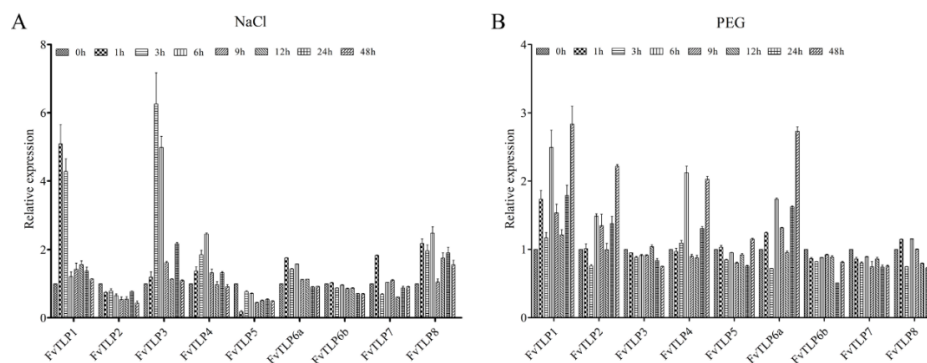 A
NaCl
8
0h 1h 3h 6h 9h 12h 24h 48h
6
Relative expression
4
2
0
FvTLP1 FvTLP2 FvTLP3 FvTLP4 FvTLP5 FvTLP6a FvTLP6b FvTLP7 FvTLP8
B
PEG
4
0h 1h 3h 6h 9h 12h 24h 48h
3
Relative expression
2
1
0
FvTLP1 FvTLP2 FvTLP3 FvTLP4 FvTLP5 FvTLP6a FvTLP6b FvTLP7 FvTLP8